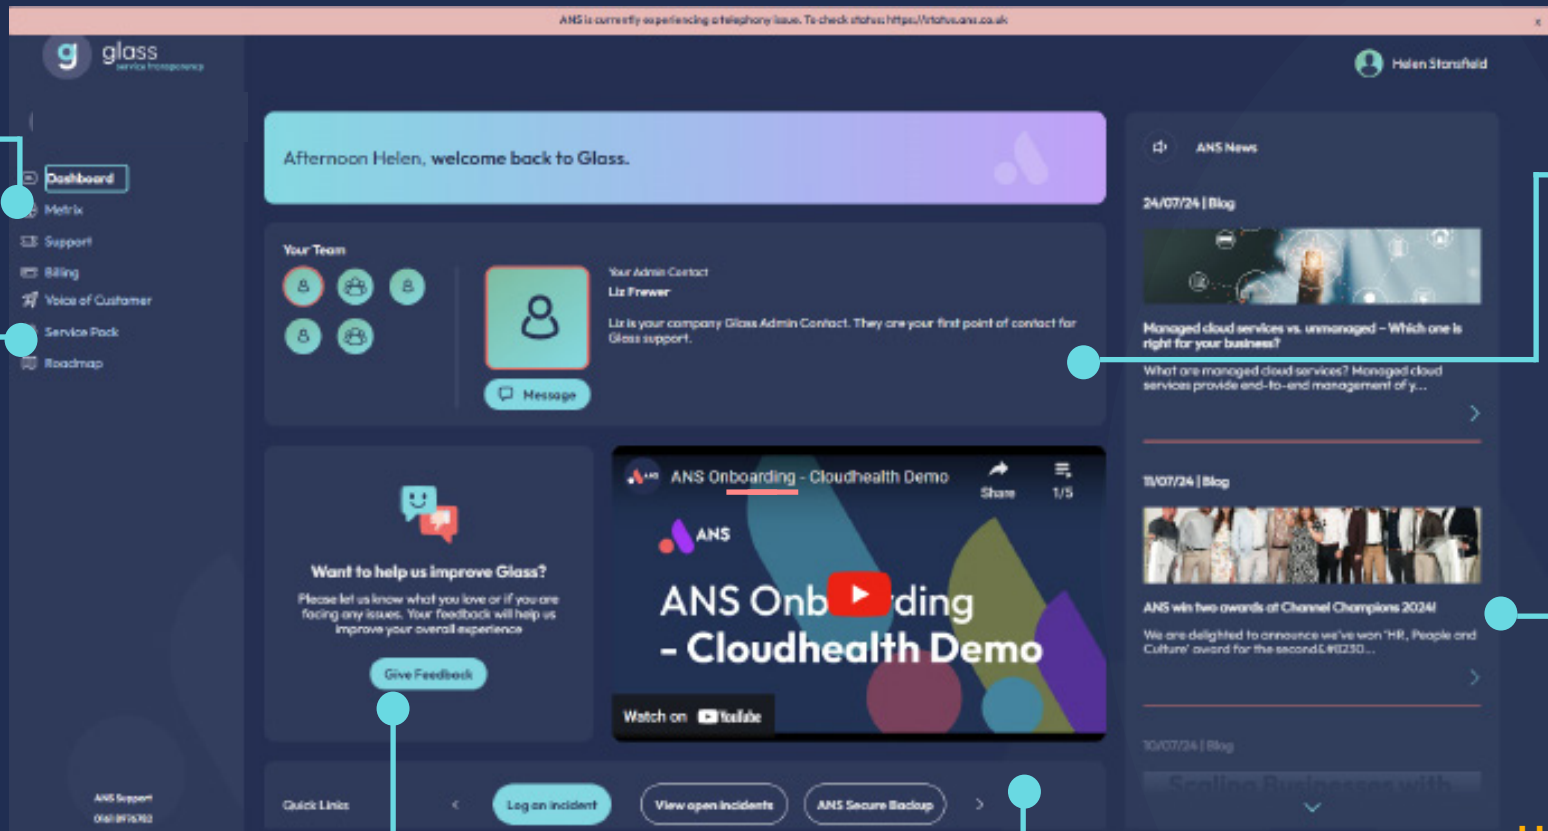 ANS is currently experiencing a telephony issue. To check status: https://status.ans.co.uk
x
g glass
service transparency
Helen Stansfield
Dashboard
Metrix
Support
Billing
Voice of Customer
Service Pack
Roadmap
ANS Support
Afternoon Helen, welcome back to Glass.
Your Team
Your Admin Contact
Liz Frewer
Liz is your company Glass Admin Contact. They are your first point of contact for
Glass support.
Message
Want to help us improve Glass?
Please let us know what you love or if you are
facing any issues. Your feedback will help us
improve your overall experience
Give Feedback
ANS Onboarding - Cloudhealth Demo
Share
1/5
ANS
ANS Onb ding
- Cloudhealth Demo
Watch on YouTube
Quick Links
Log an incident
View open incidents
ANS Secure Backup
ANS News
24/07/24 | Blog
Managed cloud services vs. unmanaged – Which one is
right for your business?
What are managed cloud services? Managed cloud
services provide end-to-end management of y...
11/07/24 | Blog
ANS win two awards at Channel Champions 2024!
We are delighted to announce we've won 'HR, People and
Culture' award for the second&#8230...
10/07/24 | Blog
Scaling Businesses with